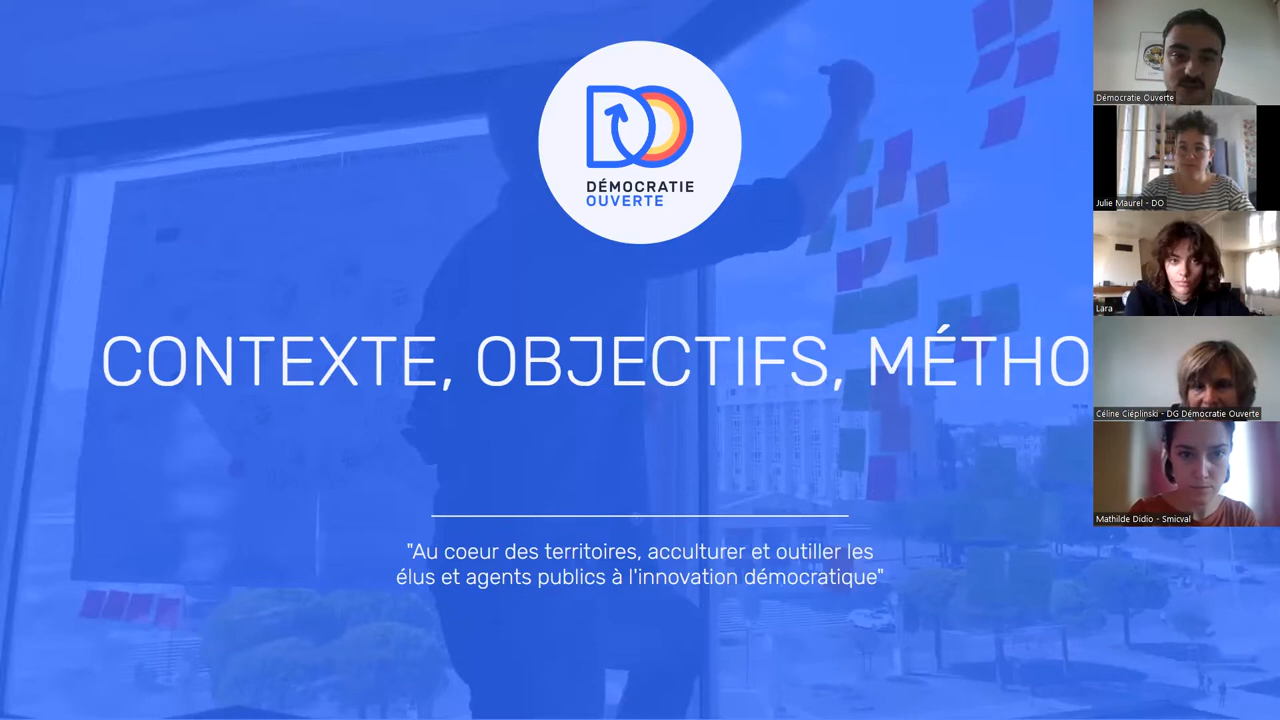 DÉMOCRATIE
OUVERTE
CONTEXTE, OBJECTIFS, MÉTHO
"Au coeur des territoires, acculturer et outiller les
élus et agents publics à l'innovation démocratique"
Démocratie Ouverte
Julie Maurel - DO
Lara
Céline Ciéplinski - DG Démocratie Ouverte
Mathilde Didio - Smicval